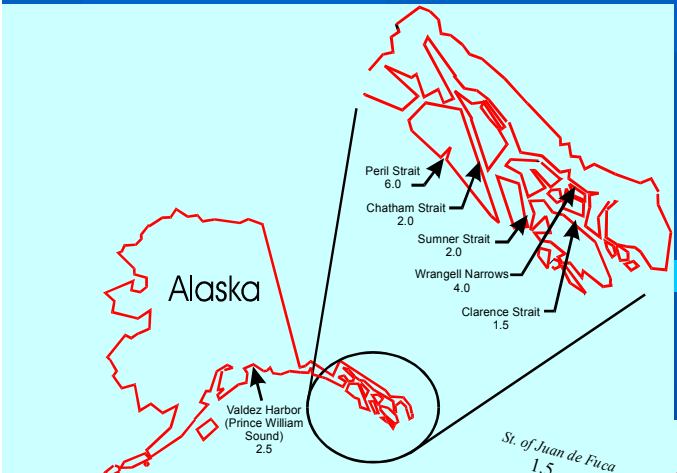 Peril Strait
6.0
Chatham Strait
2.0
Sumner Strait
2.0
Wrangell Narrows
4.0
Clarence Strait
1.5
Alaska
Valdez Harbor
(Prince William
Sound)
2.5
St. of Juan de Fuca
1.5